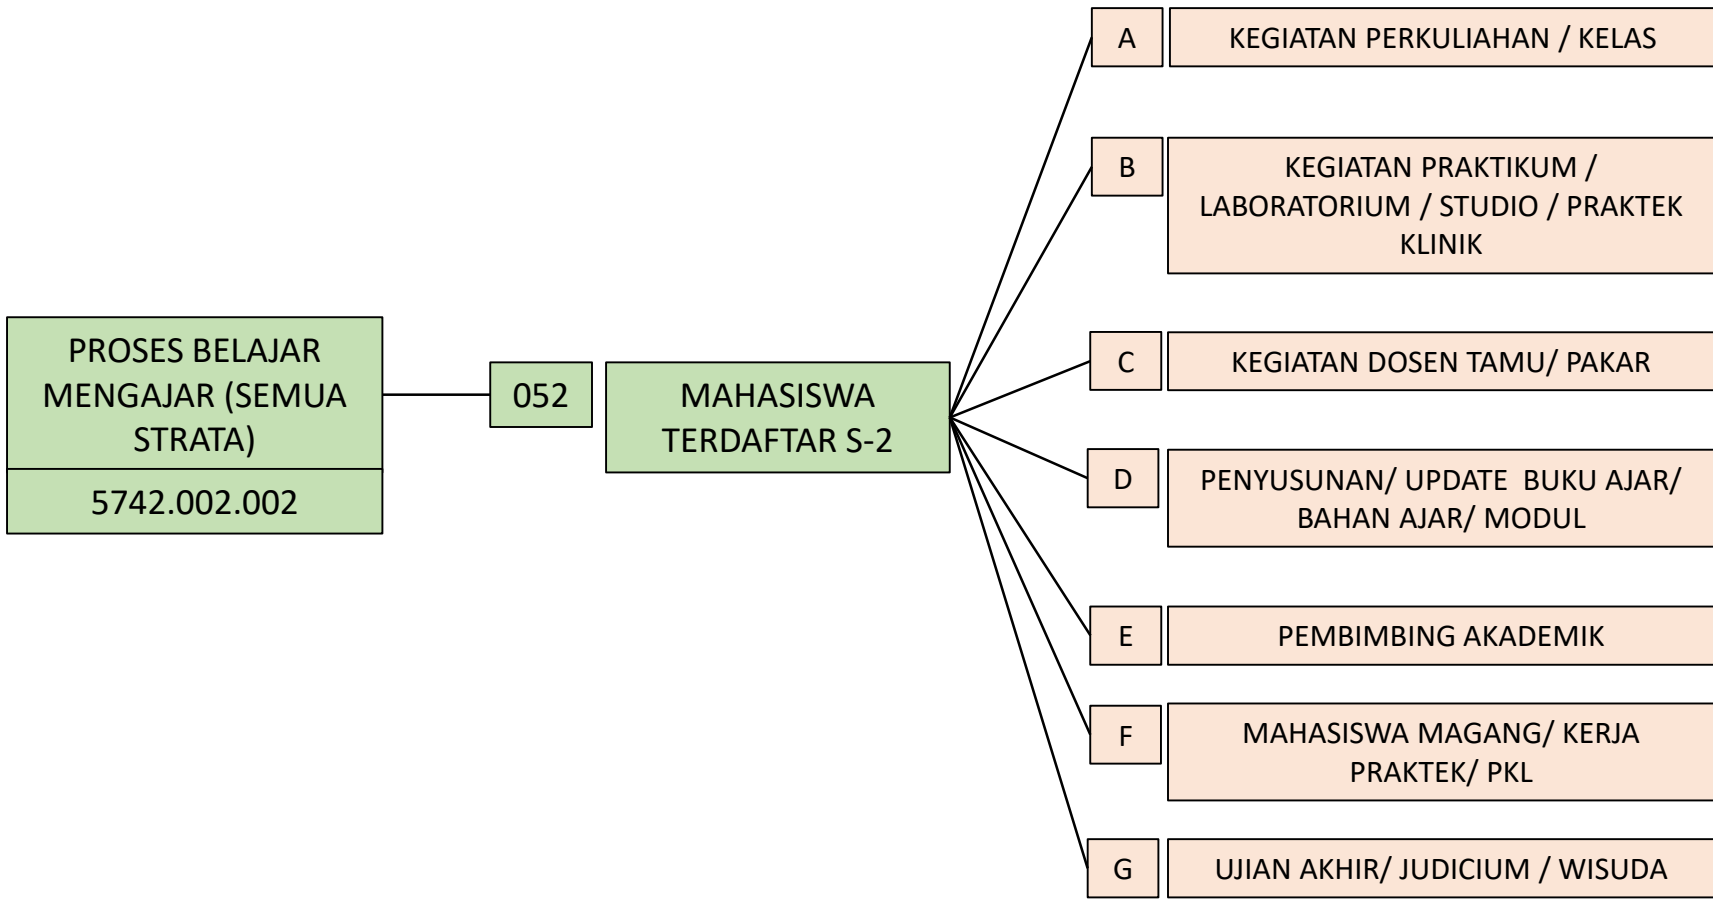 PROSES BELAJAR
MENGAJAR (SEMUA
STRATA)
5742.002.002
052
MAHASISWA
TERDAFTAR S-2
A
KEGIATAN PERKULIAHAN / KELAS
B
KEGIATAN PRAKTIKUM /
LABORATORIUM / STUDIO / PRAKTEK
KLINIK
C
KEGIATAN DOSEN TAMU/ PAKAR
D
PENYUSUNAN/ UPDATE  BUKU AJAR/
BAHAN AJAR/ MODUL
E
PEMBIMBING AKADEMIK
F
MAHASISWA MAGANG/ KERJA
PRAKTEK/ PKL
G
UJIAN AKHIR/ JUDICIUM / WISUDA